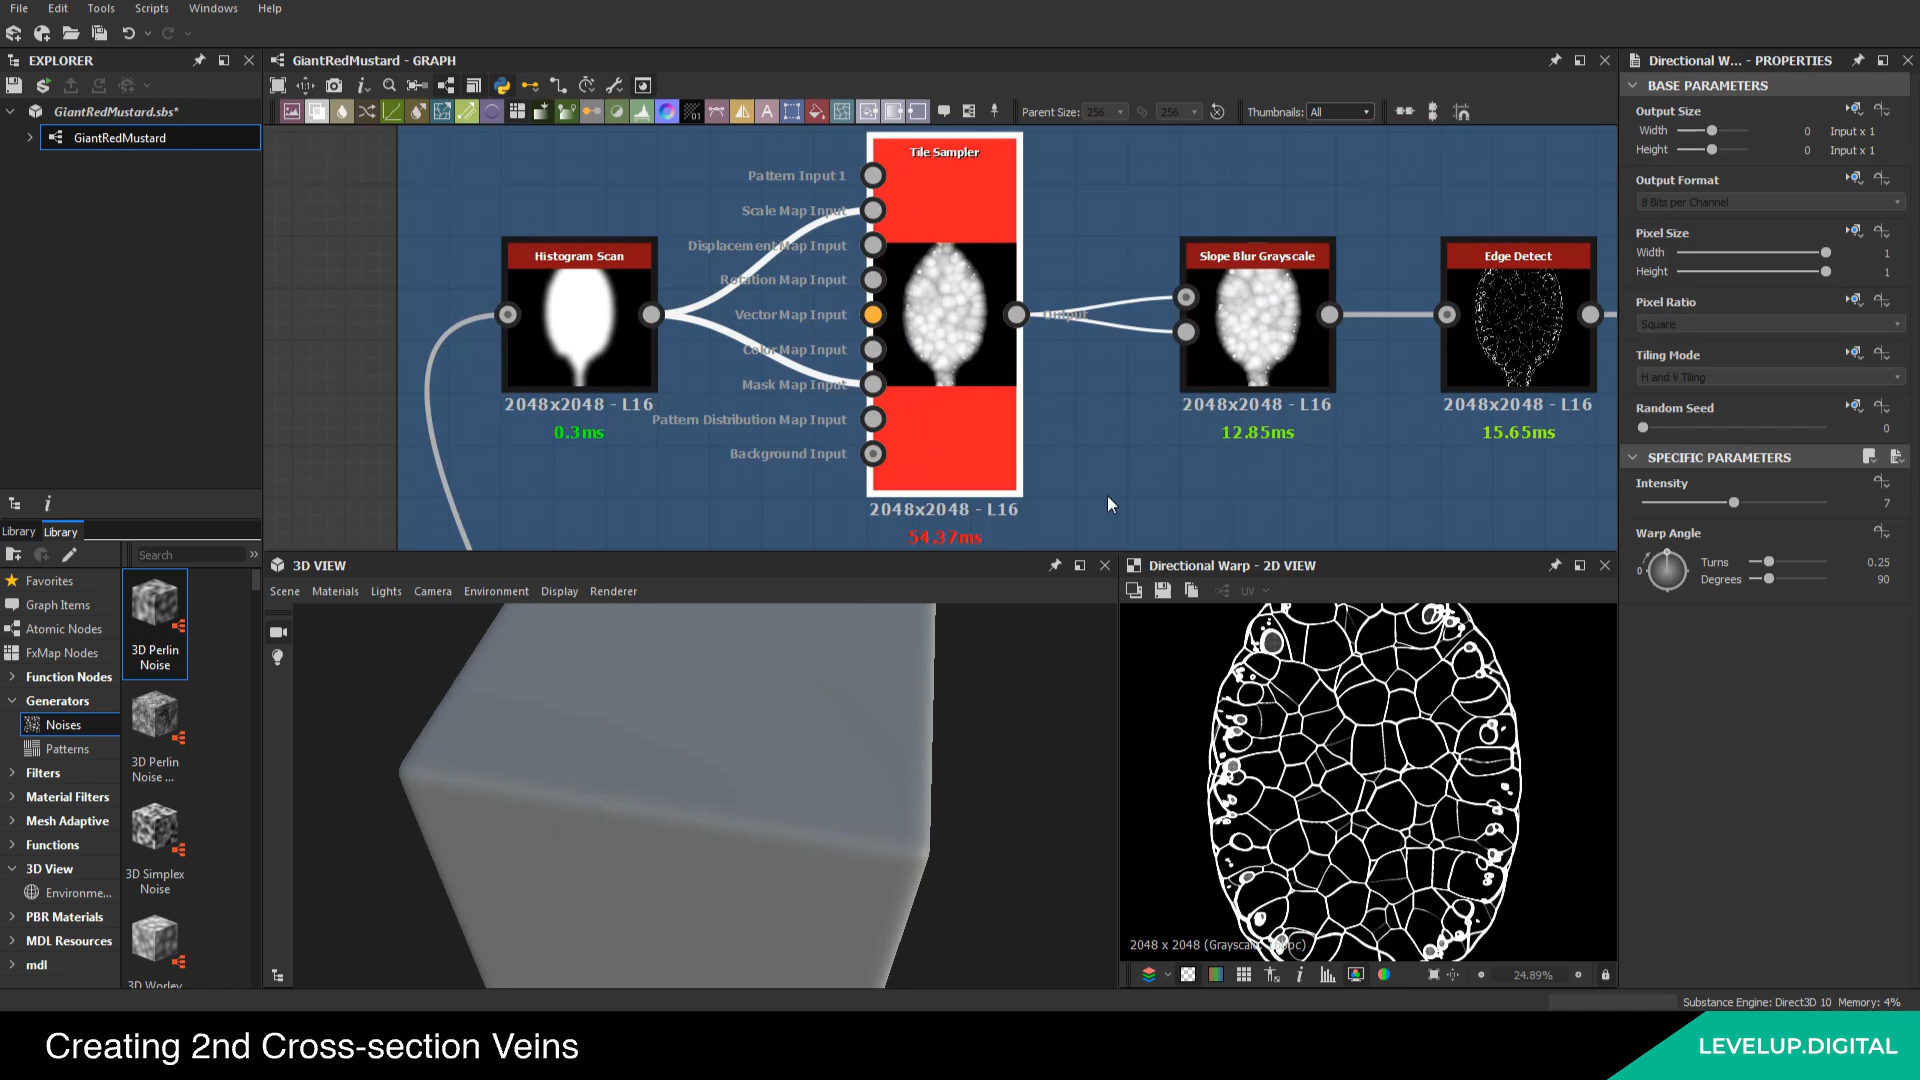 File Edit Tools Scripts Windows Help
EXPLORER
GiantRedMustard.sbs*
GiantRedMustard
GiantRedMustard - GRAPH
Parent Size: 256 256 Thumbnails: All
Tile Sampler
Pattern Input 1
Scale Map Input
Displacement Map Input
Rotation Map Input
Vector Map Input
Color Map Input
Mask Map Input
Pattern Distribution Map Input
Background Input
2048x2048 - L16
54.37ms
Histogram Scan
2048x2048 - L16
0.3ms
Output
Slope Blur Grayscale
2048x2048 - L16
12.85ms
Edge Detect
2048x2048 - L16
15.65ms
Directional W... - PROPERTIES
BASE PARAMETERS
Output Size
Width 0 Input x 1
Height 0 Input x 1
Output Format
8 Bits per Channel
Pixel Size
Width 1
Height 1
Pixel Ratio
Square
Tiling Mode
H and V Tiling
Random Seed
0
SPECIFIC PARAMETERS
Intensity
7
Warp Angle
0
Turns 0.25
Degrees 90
Library Library
Search
Favorites
Graph Items
Atomic Nodes
FxMap Nodes
Function Nodes
Generators
Noises
Patterns
Filters
Material Filters
Mesh Adaptive
Functions
3D View
Environme...
PBR Materials
MDL Resources
mdl
3D Perlin
Noise
3D Perlin
Noise ...
3D Simplex
Noise
3D Worley
3D VIEW
Scene Materials Lights Camera Environment Display Renderer
Directional Warp - 2D VIEW
UV
2048 x 2048 (Grayscale
24.89%
Substance Engine: Direct3D 10 Memory: 4%
Creating 2nd Cross-section Veins
LEVELUP.DIGITAL